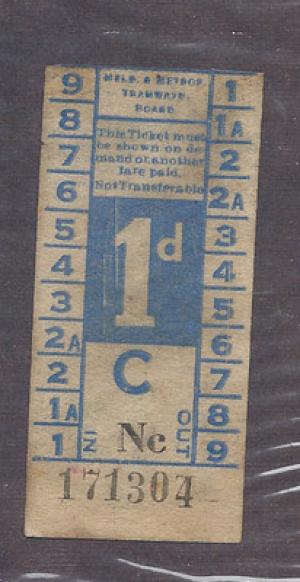 MELB. & METROP.
TRAMWAYS
BOARD
This Ticket must
be shown on de-
mand or another
fare paid.
Not Transferable
9
8
7
6
5
4
3
2A
2
1A
1
1
1A
2
2A
3
4
5
6
7
8
9
1d
C
IN
Nc
OUT
171304